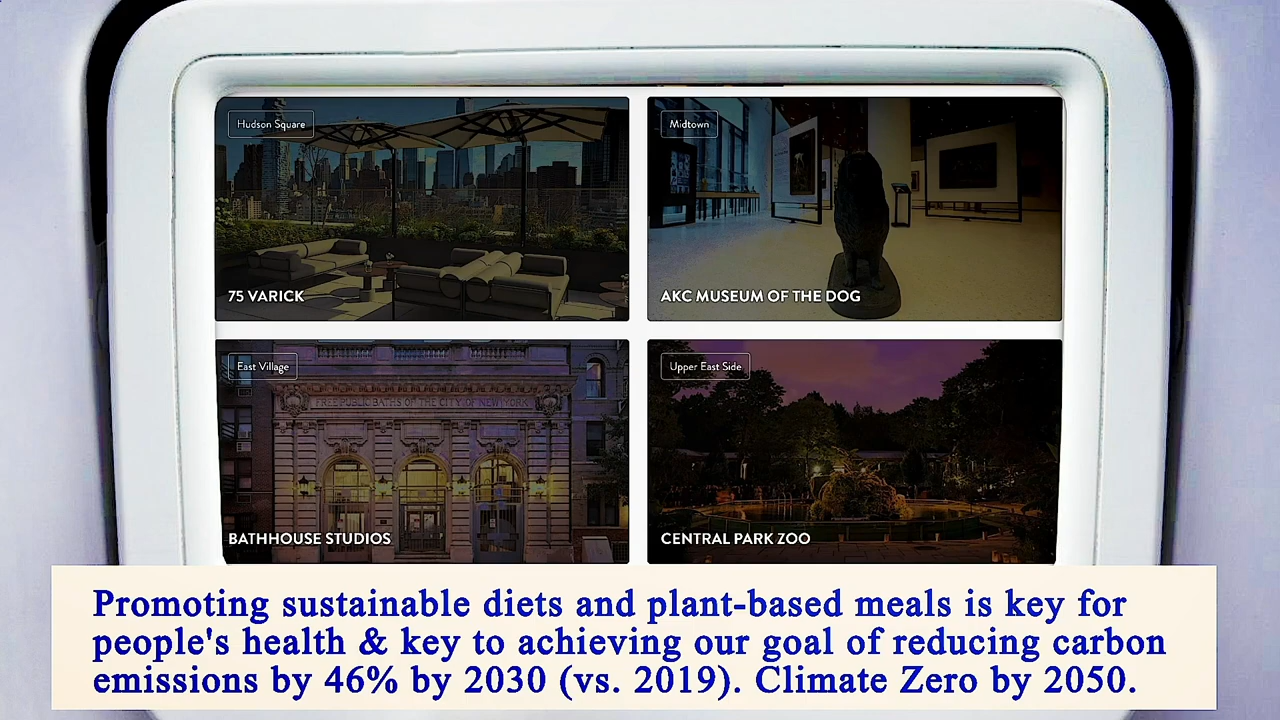 Hudson Square
Midtown
75 VARICK
AKC MUSEUM OF THE DOG
East Village
Upper East Side
FREE PUBLIC BATHS OF THE CITY OF NEW YORK
BATHHOUSE STUDIOS
CENTRAL PARK ZOO
Promoting sustainable diets and plant-based meals is key for
people's health & key to achieving our goal of reducing carbon
emissions by 46% by 2030 (vs. 2019). Climate Zero by 2050.